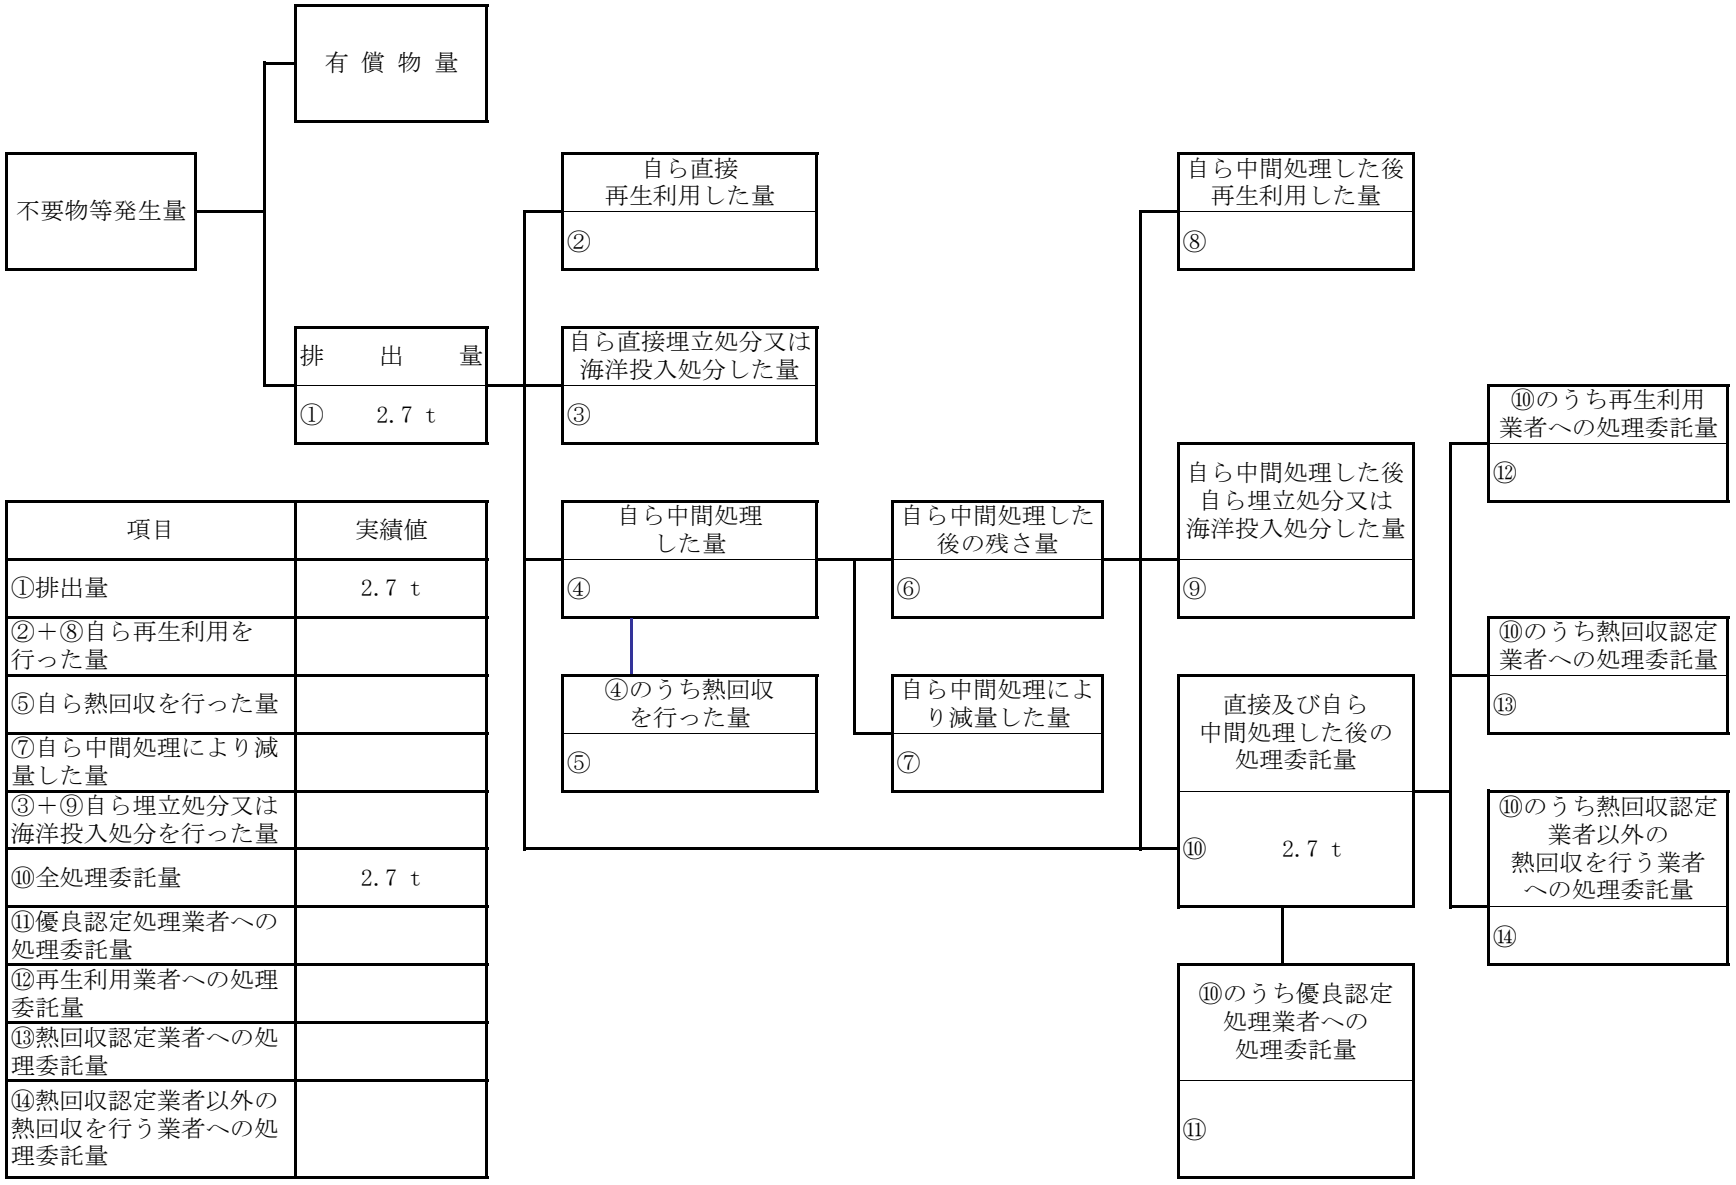 有償物量
不要物等発生量
自ら直接
再生利用した量
②
自ら中間処理した後
再生利用した量
⑧
排出量
① 2.7 t
自ら直接埋立処分又は
海洋投入処分した量
③
⑩のうち再生利用
業者への処理委託量
⑫
自ら中間処理した後
自ら埋立処分又は
海洋投入処分した量
⑨
自ら中間処理
した量
④
自ら中間処理した
後の残さ量
⑥
⑩のうち熱回収認定
業者への処理委託量
⑬
④のうち熱回収
を行った量
⑤
自ら中間処理によ
り減量した量
⑦
直接及び自ら
中間処理した後の
処理委託量
⑩ 2.7 t
⑩のうち熱回収認定
業者以外の
熱回収を行う業者
への処理委託量
⑭
⑩のうち優良認定
処理業者への
処理委託量
⑪
項目 実績値
①排出量 2.7 t
②＋⑧自ら再生利用を
行った量
⑤自ら熱回収を行った量
⑦自ら中間処理により減
量した量
③＋⑨自ら埋立処分又は
海洋投入処分を行った量
⑩全処理委託量 2.7 t
⑪優良認定処理業者への
処理委託量
⑫再生利用業者への処理
委託量
⑬熱回収認定業者への処
理委託量
⑭熱回収認定業者以外の
熱回収を行う業者への処
理委託量